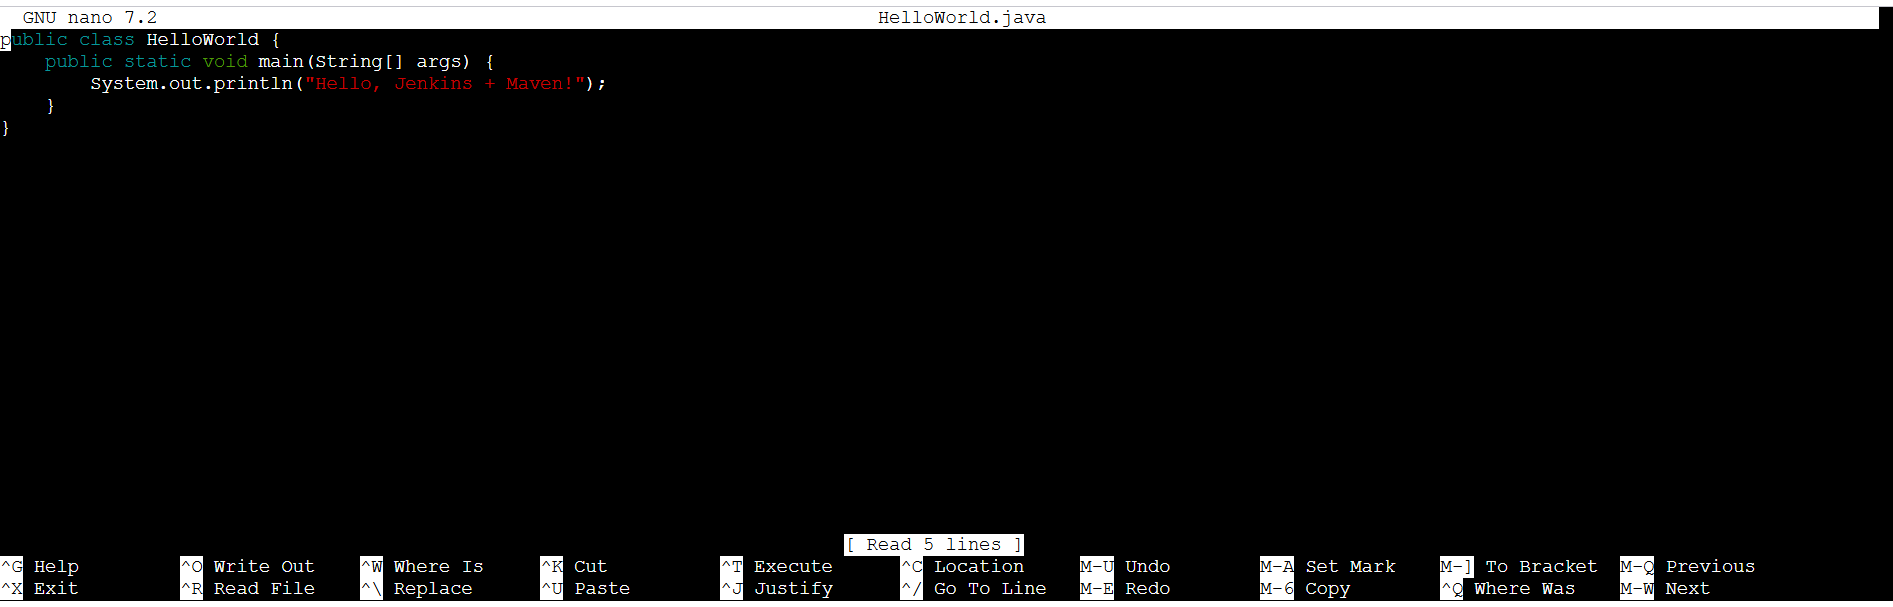 GNU nano 7.2 HelloWorld.java
public class HelloWorld {
    public static void main(String[] args) {
        System.out.println("Hello, Jenkins + Maven!");
    }
}
[ Read 5 lines ]
^G Help ^O Write Out ^W Where Is ^K Cut ^T Execute ^C Location M-U Undo M-A Set Mark M-] To Bracket M-Q Previous
^X Exit ^R Read File ^\ Replace ^U Paste ^J Justify ^/ Go To Line M-E Redo M-6 Copy ^Q Where Was M-W Next